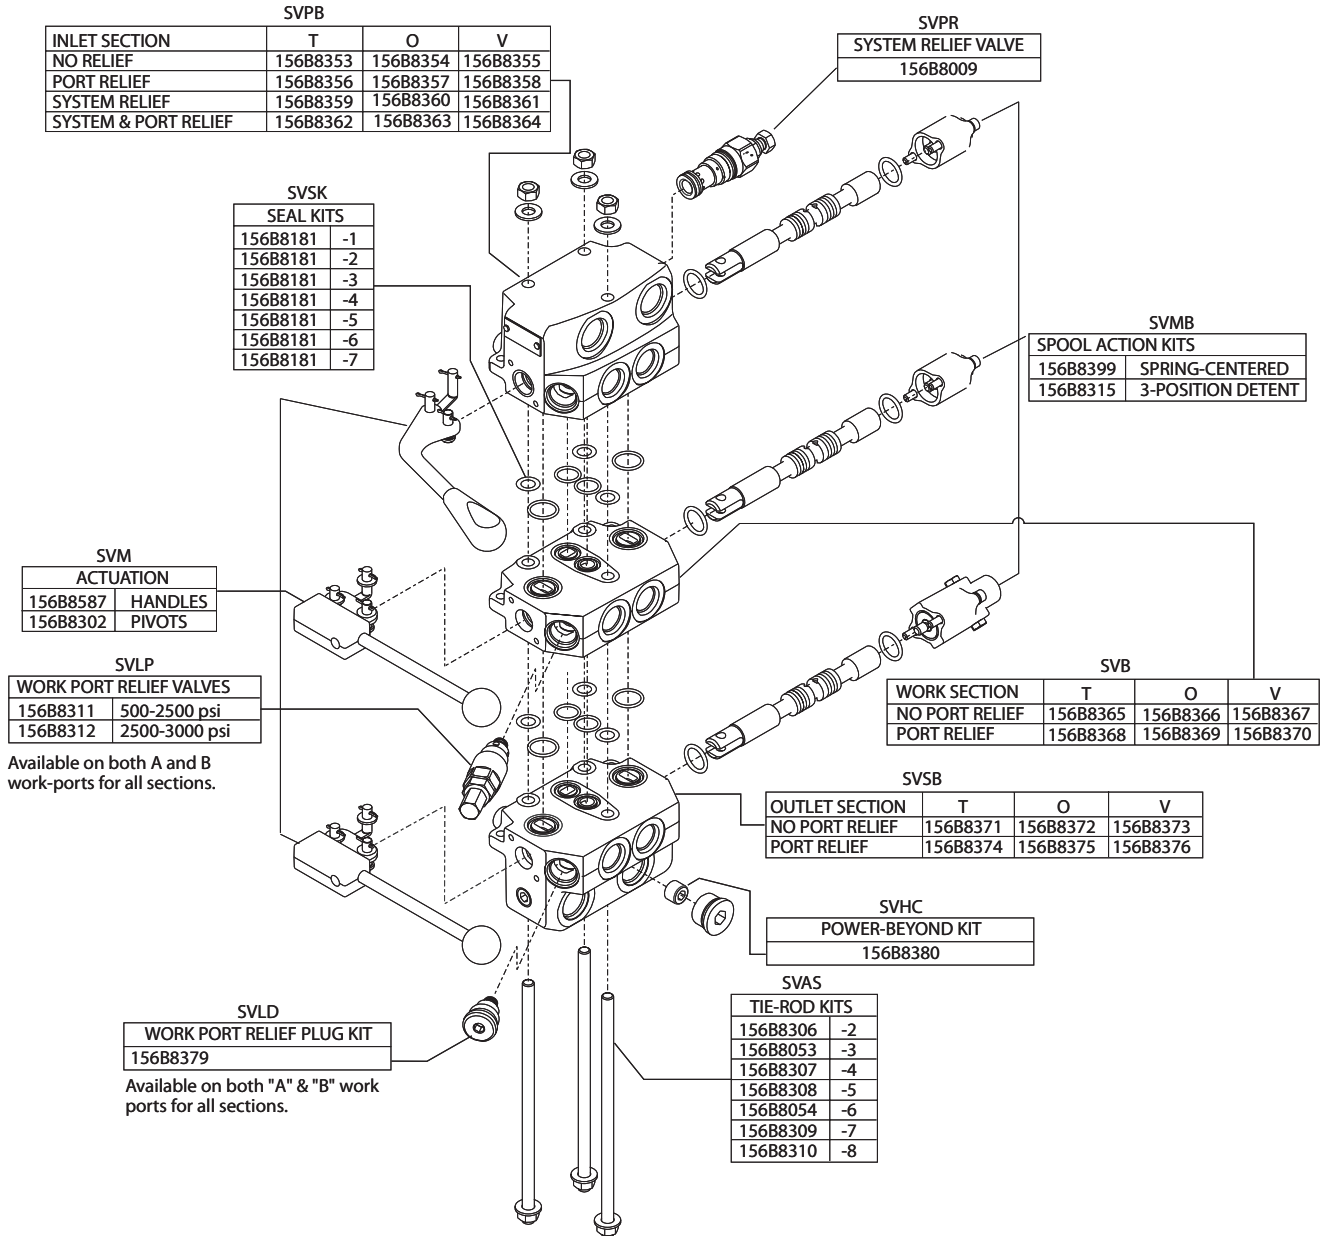 SVPB
INLET SECTION T O V
NO RELIEF 156B8353 156B8354 156B8355
PORT RELIEF 156B8356 156B8357 156B8358
SYSTEM RELIEF 156B8359 156B8360 156B8361
SYSTEM & PORT RELIEF 156B8362 156B8363 156B8364
SVPR
SYSTEM RELIEF VALVE
156B8009
SVSK
SEAL KITS
156B8181 -1
156B8181 -2
156B8181 -3
156B8181 -4
156B8181 -5
156B8181 -6
156B8181 -7
SVMB
SPOOL ACTION KITS
156B8399 SPRING-CENTERED
156B8315 3-POSITION DETENT
SVM
ACTUATION
156B8587 HANDLES
156B8302 PIVOTS
SVLP
WORK PORT RELIEF VALVES
156B8311 500-2500 psi
156B8312 2500-3000 psi
Available on both A and B
work-ports for all sections.
SVB
WORK SECTION T O V
NO PORT RELIEF 156B8365 156B8366 156B8367
PORT RELIEF 156B8368 156B8369 156B8370
SVSB
OUTLET SECTION T O V
NO PORT RELIEF 156B8371 156B8372 156B8373
PORT RELIEF 156B8374 156B8375 156B8376
SVHC
POWER-BEYOND KIT
156B8380
SVAS
TIE-ROD KITS
156B8306 -2
156B8053 -3
156B8307 -4
156B8308 -5
156B8054 -6
156B8309 -7
156B8310 -8
SVLD
WORK PORT RELIEF PLUG KIT
156B8379
Available on both "A" & "B" work
ports for all sections.